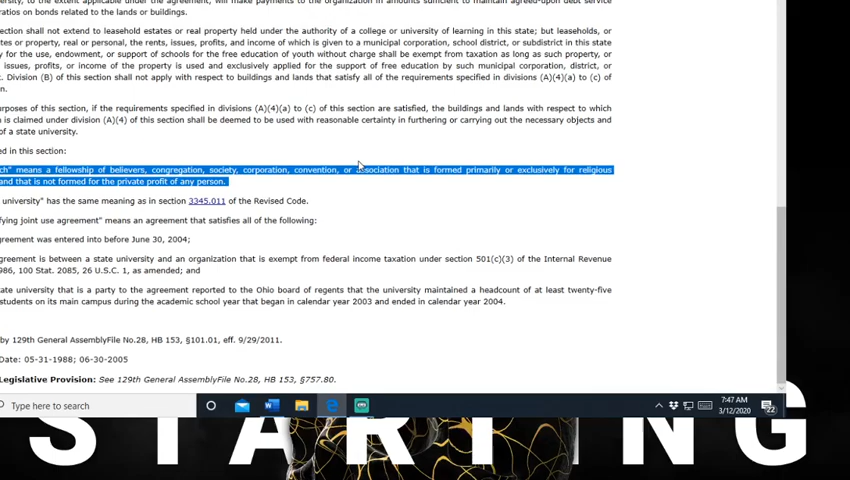 versity, to the extent applicable under the agreement, will make payments to the organization in amounts sufficient to maintain agreed-upon debt service
ratios on bonds related to the lands or buildings.
ection shall not extend to leasehold estates or real property held under the authority of a college or university of learning in this state; but leaseholds, or
tes or property, real or personal, the rents, issues, profits, and income of which is given to a municipal corporation, school district, or subdistrict in this state
y for the use, endowment, or support of schools for the free education of youth without charge shall be exempt from taxation as long as such property, or
issues, profits, or income of the property is used and exclusively applied for the support of free education by such municipal corporation, district, or
t. Division (B) of this section shall not apply with respect to buildings and lands that satisfy all of the requirements specified in divisions (A)(4)(a) to (c) of
n.
urposes of this section, if the requirements specified in divisions (A)(4)(a) to (c) of this section are satisfied, the buildings and lands with respect to which
n is claimed under division (A)(4) of this section shall be deemed to be used with reasonable certainty in furthering or carrying out the necessary objects and
of a state university.
ed in this section:
ch" means a fellowship of believers, congregation, society, corporation, convention, or association that is formed primarily or exclusively for religious
and that is not formed for the private profit of any person.
university" has the same meaning as in section 3345.011 of the Revised Code.
fying joint use agreement" means an agreement that satisfies all of the following:
greement was entered into before June 30, 2004;
greement is between a state university and an organization that is exempt from federal income taxation under section 501(c)(3) of the Internal Revenue
986, 100 Stat. 2085, 26 U.S.C. 1, as amended; and
tate university that is a party to the agreement reported to the Ohio board of regents that the university maintained a headcount of at least twenty-five
students on its main campus during the academic school year that began in calendar year 2003 and ended in calendar year 2004.
by 129th General AssemblyFile No.28, HB 153, §101.01, eff. 9/29/2011.
Date: 05-31-1988; 06-30-2005
Legislative Provision: See 129th General AssemblyFile No.28, HB 153, §757.80.
Type here to search
7:47 AM
3/12/2020
22
STARTING